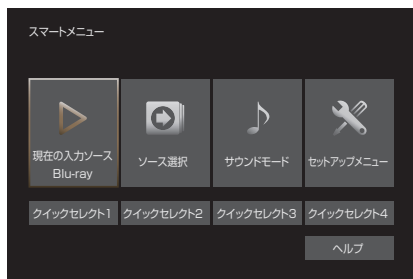 スマートメニュー
現在の入力ソース
Blu-ray
ソース選択
サウンドモード
セットアップメニュー
クイックセレクト1
クイックセレクト2
クイックセレクト3
クイックセレクト4
ヘルプ